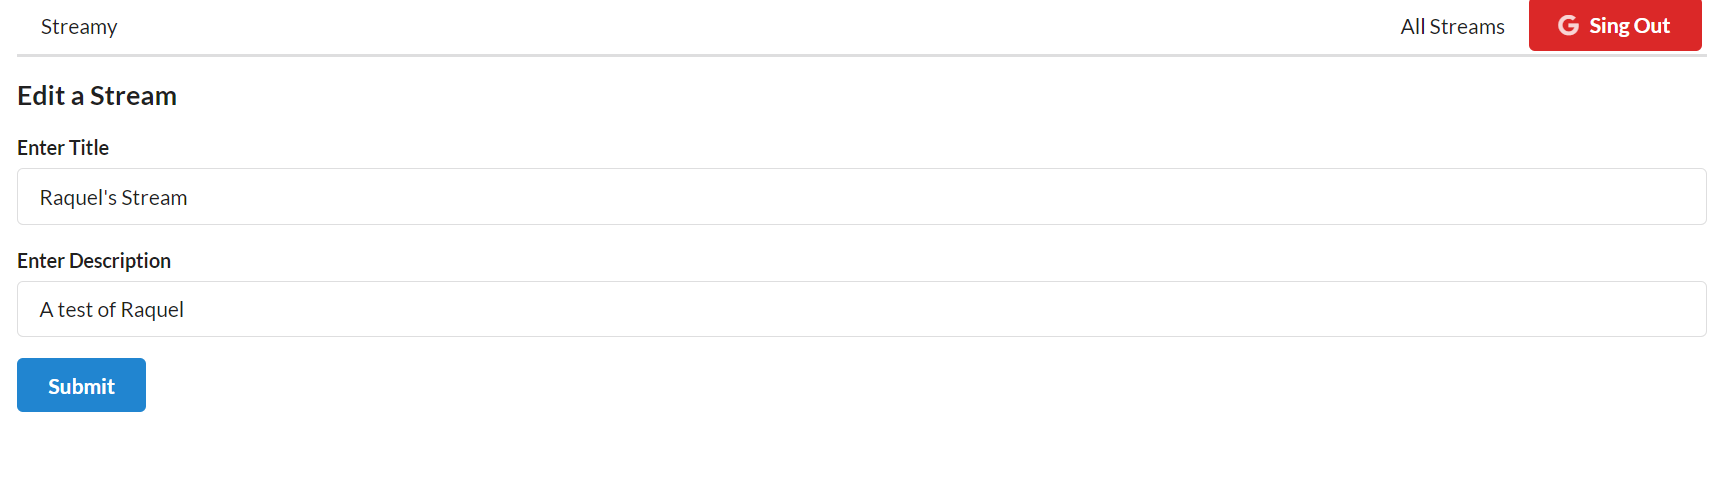 Streamy
All Streams
Sing Out
Edit a Stream
Enter Title
Raquel's Stream
Enter Description
A test of Raquel
Submit